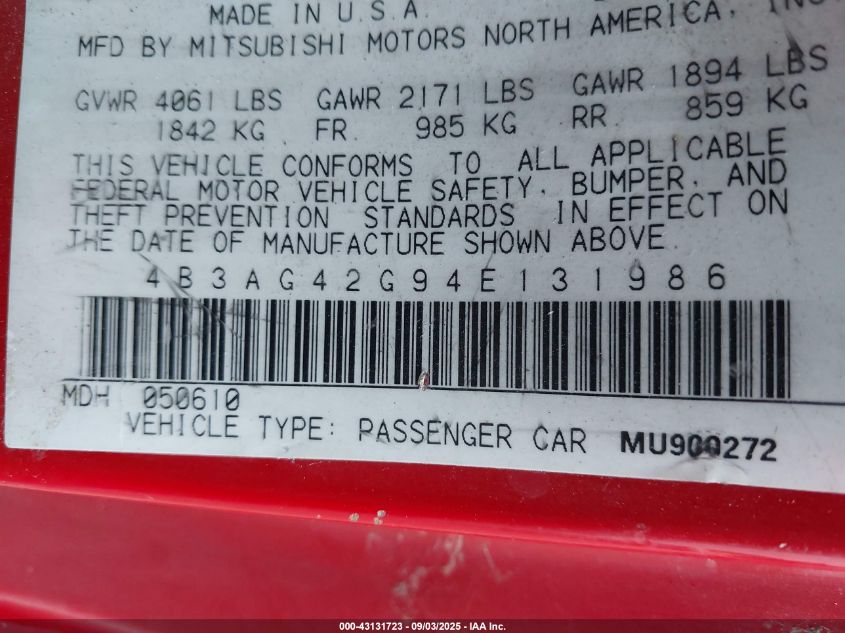 MADE IN U.S.A.
MFD BY MITSUBISHI MOTORS NORTH AMERICA, INC
GVWR 4061 LBS GAWR 2171 LBS GAWR 1894 LBS
1842 KG FR. 985 KG RR. 859 KG
THIS VEHICLE CONFORMS TO ALL APPLICABLE
FEDERAL MOTOR VEHICLE SAFETY, BUMPER, AND
THEFT PREVENTION STANDARDS IN EFFECT ON
THE DATE OF MANUFACTURE SHOWN ABOVE.
4B3AG42G94E131986
MDH 050610
VEHICLE TYPE: PASSENGER CAR MU900272
000-43131723 - 09/03/2025 - IAA Inc.